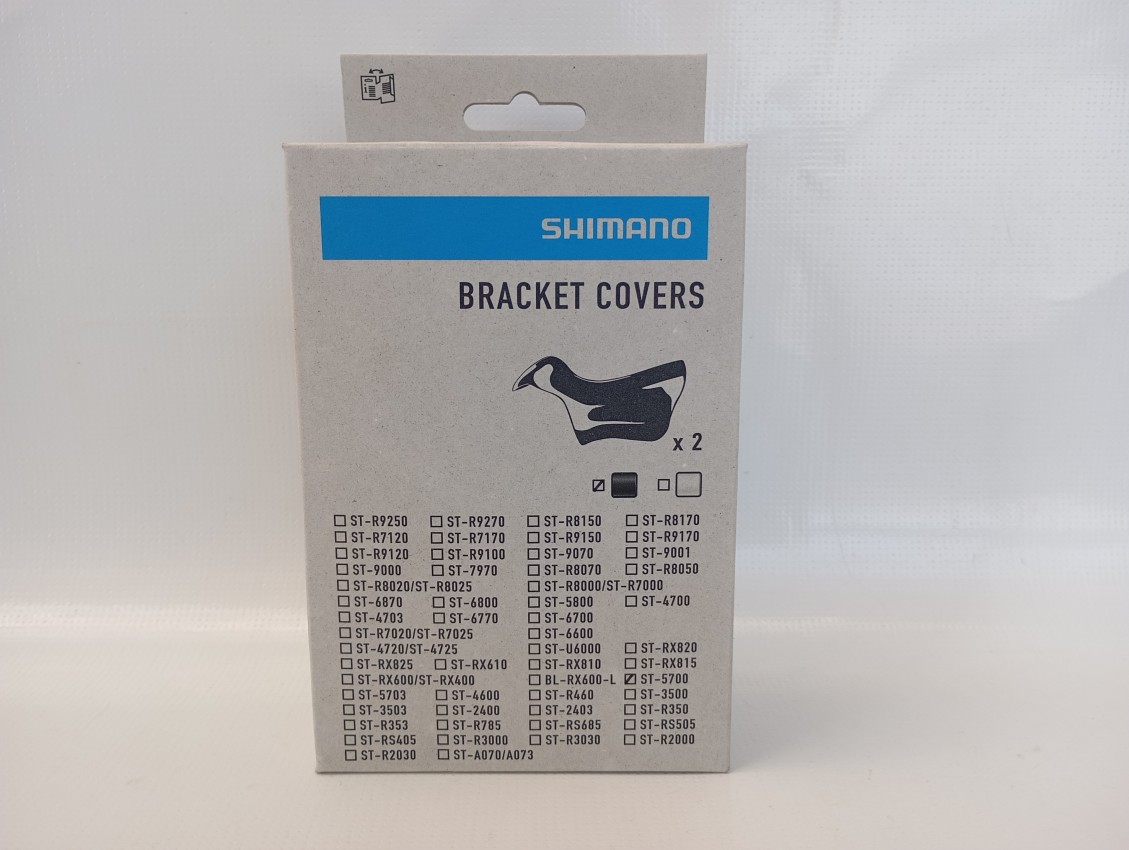 SHIMANO
BRACKET COVERS
x 2
ST-R9250 ST-R9270 ST-R8150 ST-R8170
ST-R7120 ST-R7170 ST-R9150 ST-R9170
ST-R9120 ST-R9100 ST-9070 ST-9001
ST-9000 ST-7970 ST-R8070 ST-R8050
ST-R8020/ST-R8025 ST-R8000/ST-R7000
ST-6870 ST-6800 ST-5800 ST-4700
ST-4703 ST-6770 ST-6700
ST-R7020/ST-R7025 ST-6600
ST-4720/ST-4725 ST-U6000 ST-RX820
ST-RX825 ST-RX610 ST-RX810 ST-RX815
ST-RX600/ST-RX400 BL-RX600-L ST-5700
ST-5703 ST-4600 ST-R460 ST-3500
ST-3503 ST-2400 ST-2403 ST-R350
ST-R353 ST-R785 ST-RS685 ST-RS505
ST-RS405 ST-R3000 ST-R3030 ST-R2000
ST-R2030 ST-A070/A073